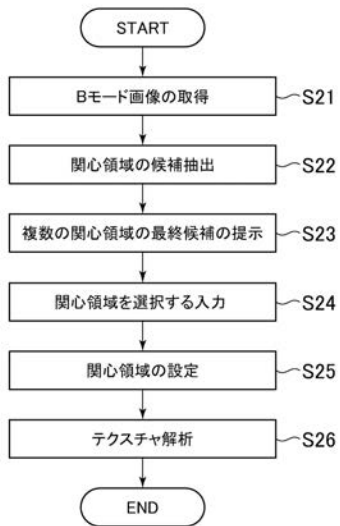 START
Bモード画像の取得
S21
関心領域の候補抽出
S22
複数の関心領域の最終候補の提示
S23
関心領域を選択する入力
S24
関心領域の設定
S25
テクスチャ解析
S26
END